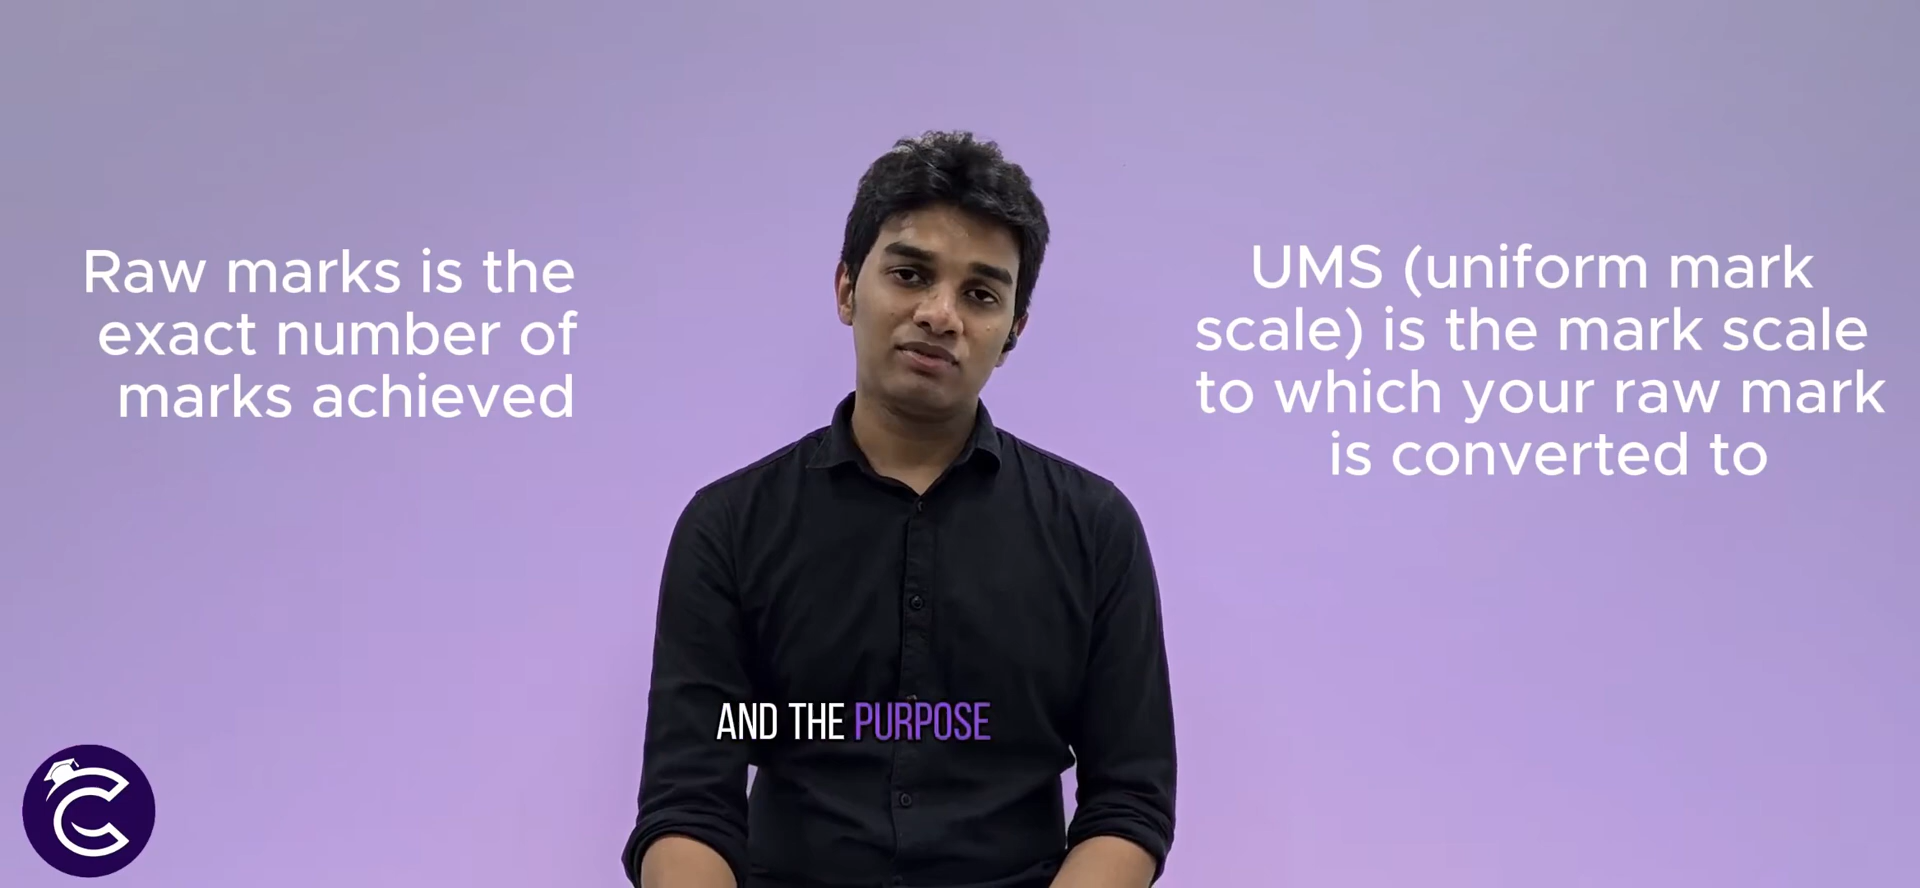 Raw marks is the
exact number of
marks achieved
UMS (uniform mark
scale) is the mark scale
to which your raw mark
is converted to
AND THE PURPOSE